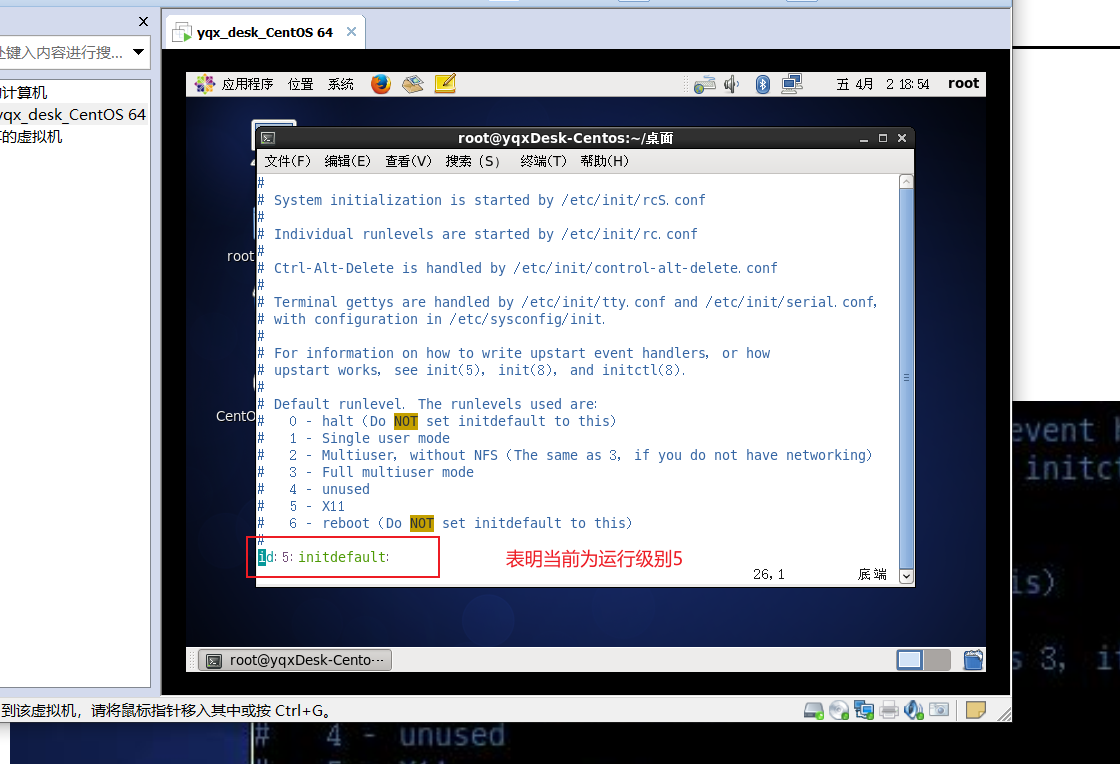 yqx_desk_CentOS 64
键入内容进行搜...
计算机
yqx_desk_CentOS 64
的虚拟机
应用程序 位置 系统
五 4月 2 18:54 root
root@yqxDesk-Centos:~/桌面
文件(F) 编辑(E) 查看(V) 搜索 (S) 终端(T) 帮助(H)
#
# System initialization is started by /etc/init/rcS.conf
#
# Individual runlevels are started by /etc/init/rc.conf
#
# Ctrl-Alt-Delete is handled by /etc/init/control-alt-delete.conf
#
# Terminal gettys are handled by /etc/init/tty.conf and /etc/init/serial.conf,
# with configuration in /etc/sysconfig/init.
#
# For information on how to write upstart event handlers, or how
# upstart works, see init(5), init(8), and initctl(8).
#
# Default runlevel. The runlevels used are:
# 0 - halt (Do NOT set initdefault to this)
# 1 - Single user mode
# 2 - Multiuser, without NFS (The same as 3, if you do not have networking)
# 3 - Full multiuser mode
# 4 - unused
# 5 - X11
# 6 - reboot (Do NOT set initdefault to this)
#
id:5:initdefault:
表明当前为运行级别5
26,1 底端
root
CentO
root@yqxDesk-Cento···
到该虚拟机，请将鼠标指针移入其中或按 Ctrl+G。
event
initct
is)
s 3, i
# 4 - unused